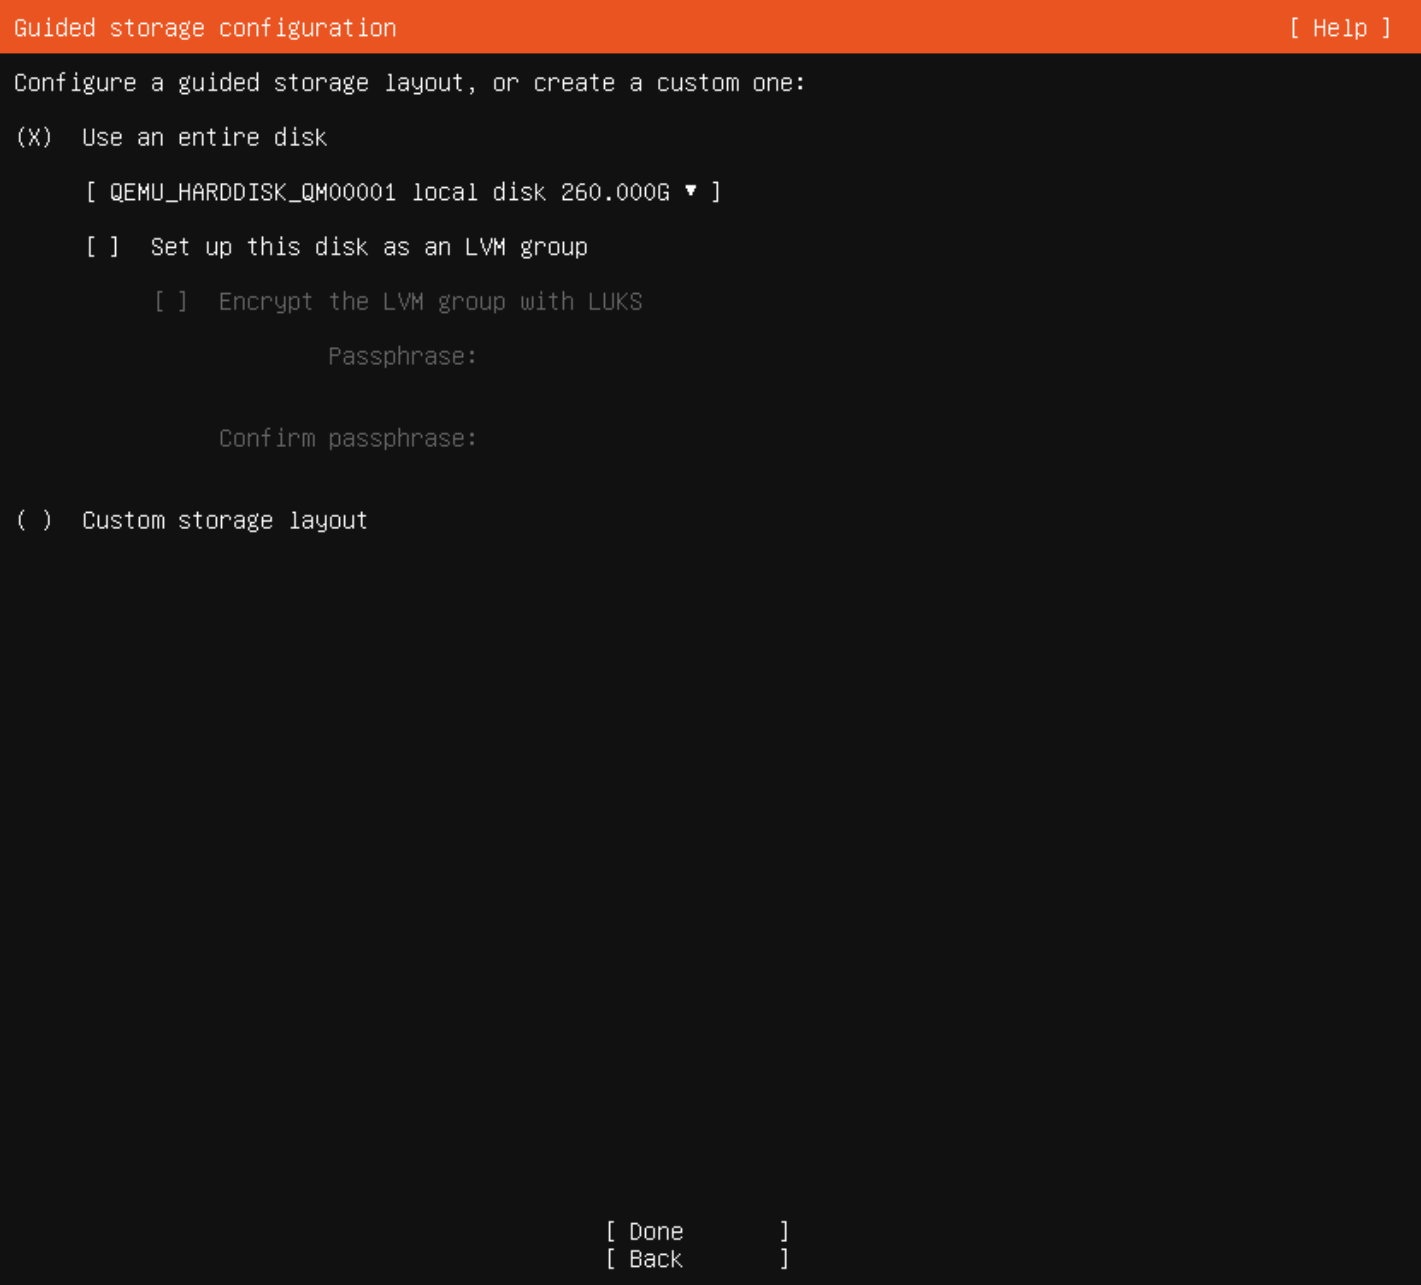 Guided storage configuration [ Help ]
Configure a guided storage layout, or create a custom one:
(X) Use an entire disk
[ QEMU_HARDDISK_QM00001 local disk 260.000G ▾ ]
[ ] Set up this disk as an LVM group
[ ] Encrypt the LVM group with LUKS
Passphrase:
Confirm passphrase:
( ) Custom storage layout
[ Done ]
[ Back ]